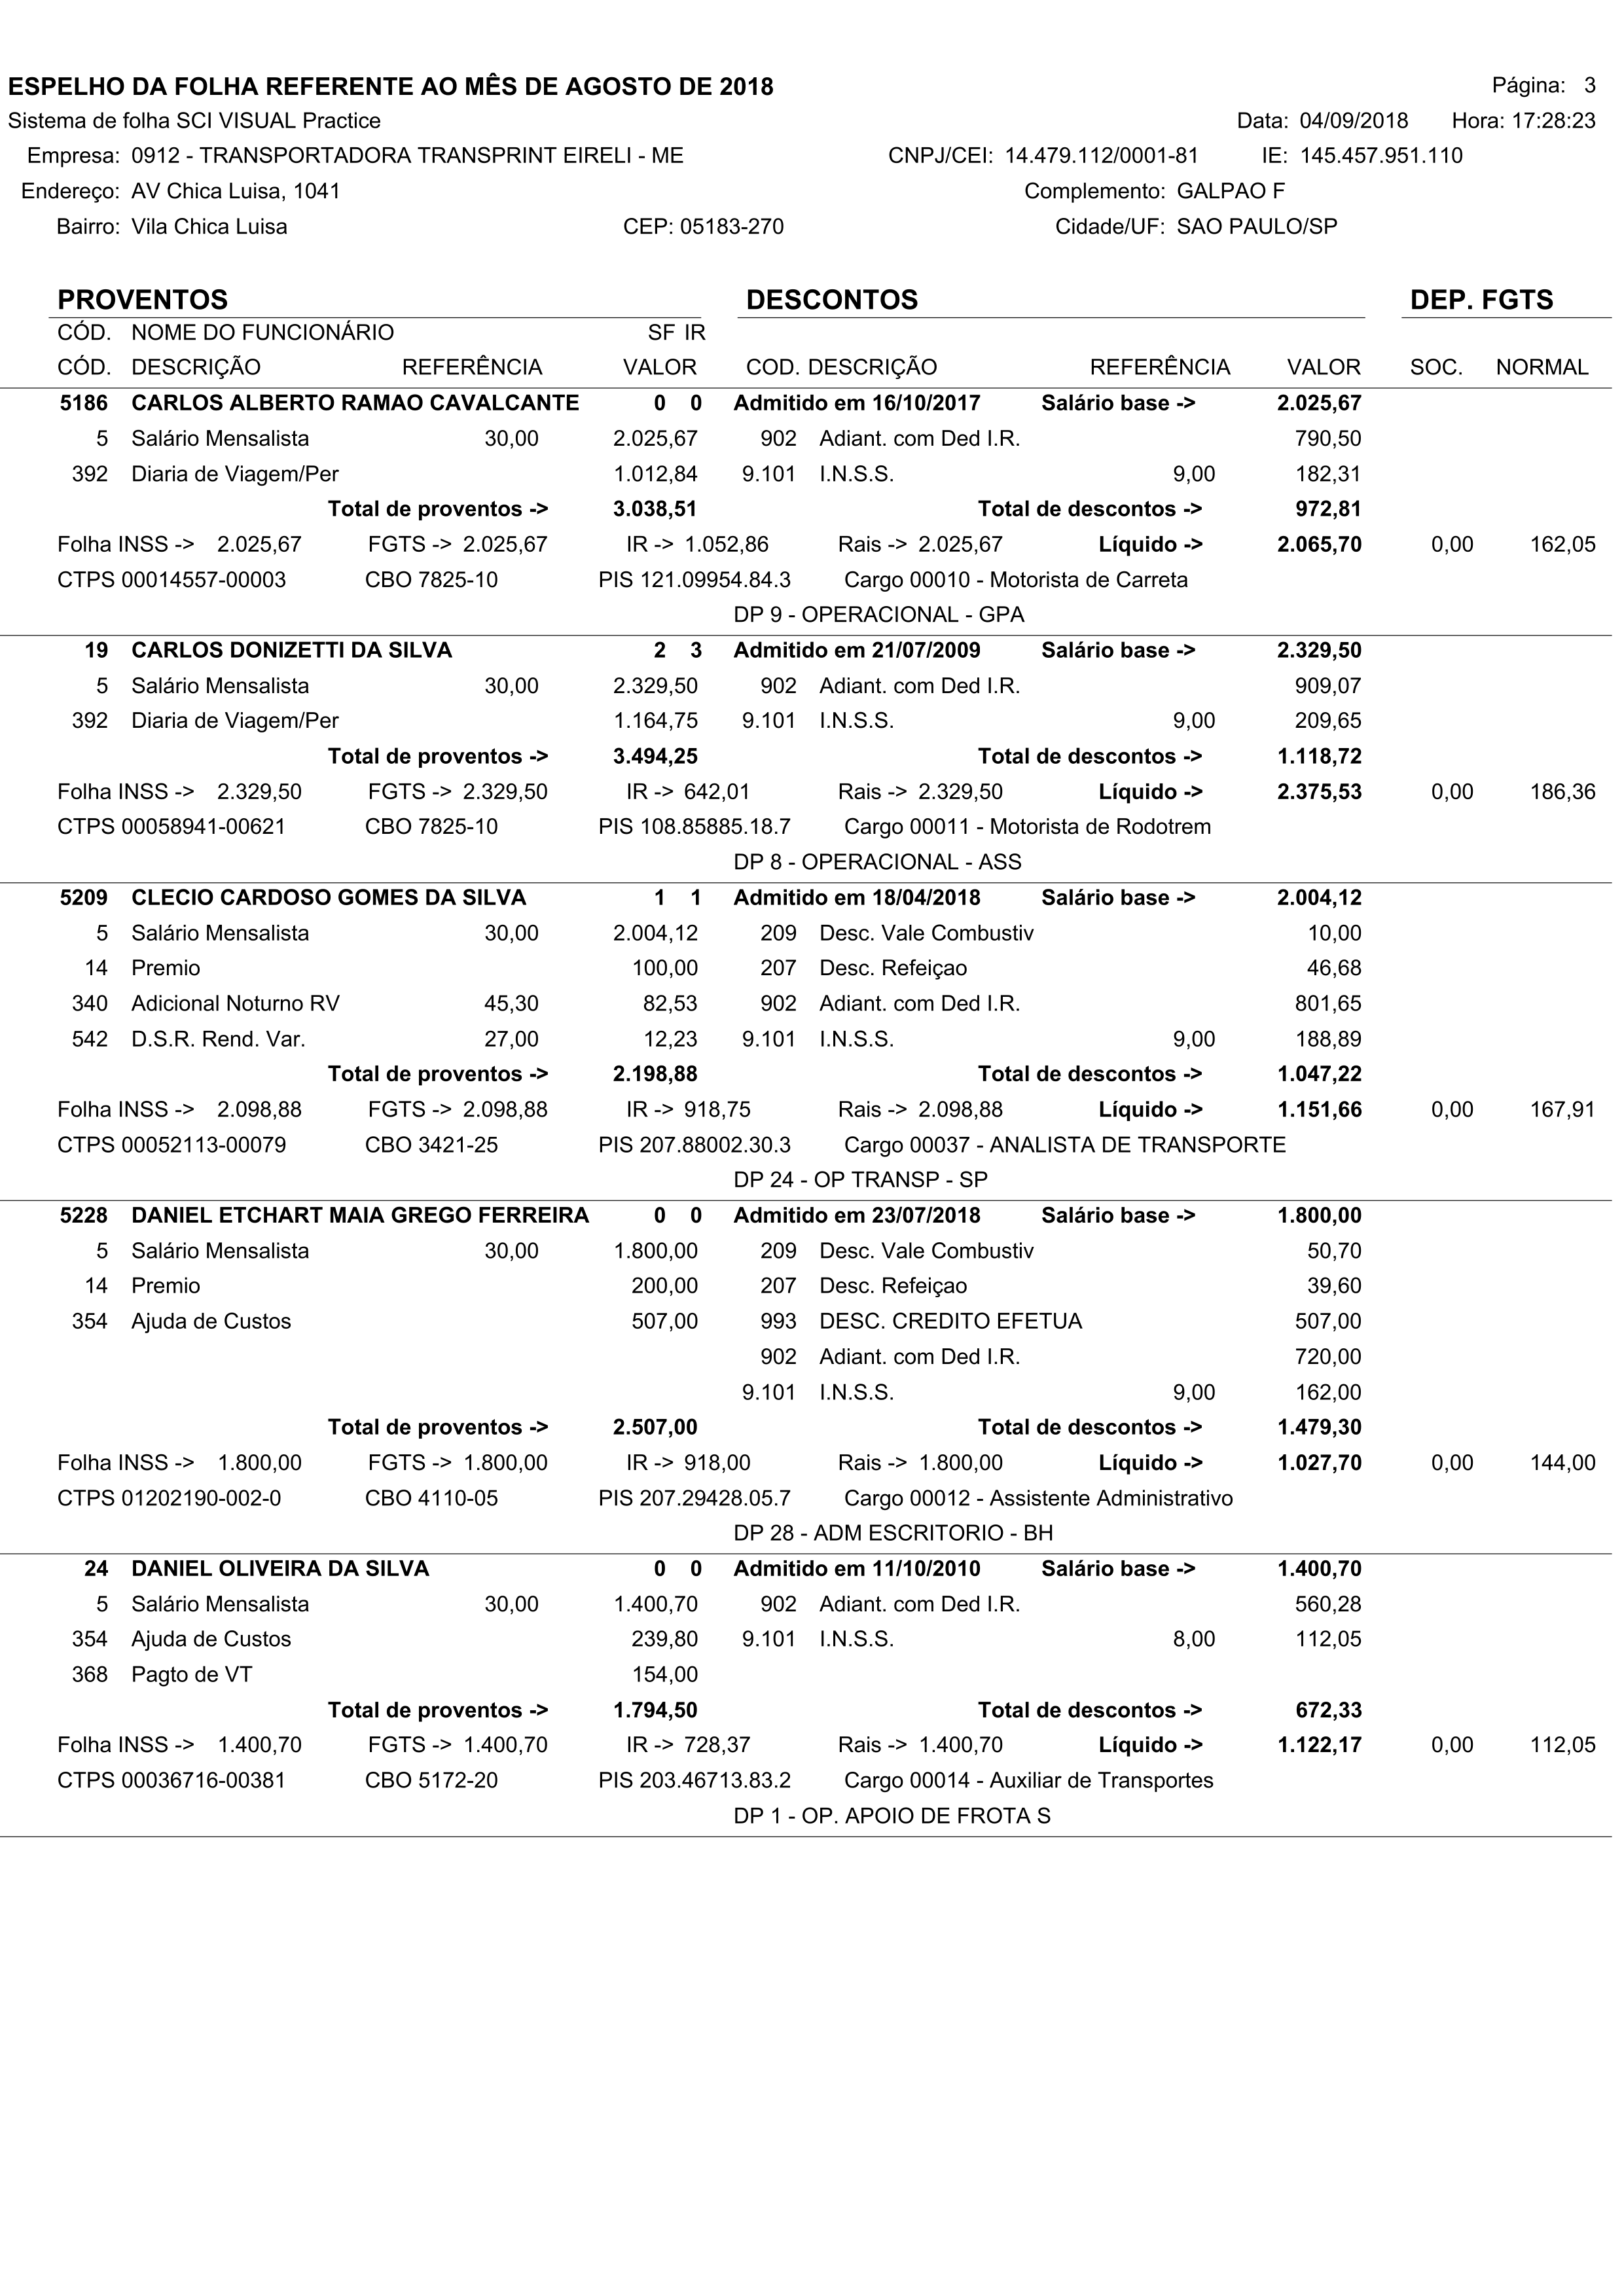 ESPELHO DA FOLHA REFERENTE AO MÊS DE AGOSTO DE 2018 Página: 3
Sistema de folha SCI VISUAL Practice Data: 04/09/2018 Hora: 17:28:23
Empresa: 0912 - TRANSPORTADORA TRANSPRINT EIRELI - ME CNPJ/CEI: 14.479.112/0001-81 IE: 145.457.951.110
Endereço: AV Chica Luisa, 1041 Complemento: GALPAO F
Bairro: Vila Chica Luisa CEP: 05183-270 Cidade/UF: SAO PAULO/SP
PROVENTOS DESCONTOS DEP. FGTS
CÓD. NOME DO FUNCIONÁRIO SF IR
CÓD. DESCRIÇÃO REFERÊNCIA VALOR COD. DESCRIÇÃO REFERÊNCIA VALOR SOC. NORMAL
5186 CARLOS ALBERTO RAMAO CAVALCANTE 0 0 Admitido em 16/10/2017 Salário base -> 2.025,67
5 Salário Mensalista 30,00 2.025,67 902 Adiant. com Ded I.R. 790,50
392 Diaria de Viagem/Per 1.012,84 9.101 I.N.S.S. 9,00 182,31
Total de proventos -> 3.038,51 Total de descontos -> 972,81
Folha INSS -> 2.025,67 FGTS -> 2.025,67 IR -> 1.052,86 Rais -> 2.025,67 Líquido -> 2.065,70 0,00 162,05
CTPS 00014557-00003 CBO 7825-10 PIS 121.09954.84.3 Cargo 00010 - Motorista de Carreta
DP 9 - OPERACIONAL - GPA
19 CARLOS DONIZETTI DA SILVA 2 3 Admitido em 21/07/2009 Salário base -> 2.329,50
5 Salário Mensalista 30,00 2.329,50 902 Adiant. com Ded I.R. 909,07
392 Diaria de Viagem/Per 1.164,75 9.101 I.N.S.S. 9,00 209,65
Total de proventos -> 3.494,25 Total de descontos -> 1.118,72
Folha INSS -> 2.329,50 FGTS -> 2.329,50 IR -> 642,01 Rais -> 2.329,50 Líquido -> 2.375,53 0,00 186,36
CTPS 00058941-00621 CBO 7825-10 PIS 108.85885.18.7 Cargo 00011 - Motorista de Rodotrem
DP 8 - OPERACIONAL - ASS
5209 CLECIO CARDOSO GOMES DA SILVA 1 1 Admitido em 18/04/2018 Salário base -> 2.004,12
5 Salário Mensalista 30,00 2.004,12 209 Desc. Vale Combustiv 10,00
14 Premio 100,00 207 Desc. Refeiçao 46,68
340 Adicional Noturno RV 45,30 82,53 902 Adiant. com Ded I.R. 801,65
542 D.S.R. Rend. Var. 27,00 12,23 9.101 I.N.S.S. 9,00 188,89
Total de proventos -> 2.198,88 Total de descontos -> 1.047,22
Folha INSS -> 2.098,88 FGTS -> 2.098,88 IR -> 918,75 Rais -> 2.098,88 Líquido -> 1.151,66 0,00 167,91
CTPS 00052113-00079 CBO 3421-25 PIS 207.88002.30.3 Cargo 00037 - ANALISTA DE TRANSPORTE
DP 24 - OP TRANSP - SP
5228 DANIEL ETCHART MAIA GREGO FERREIRA 0 0 Admitido em 23/07/2018 Salário base -> 1.800,00
5 Salário Mensalista 30,00 1.800,00 209 Desc. Vale Combustiv 50,70
14 Premio 200,00 207 Desc. Refeiçao 39,60
354 Ajuda de Custos 507,00 993 DESC. CREDITO EFETUA 507,00
902 Adiant. com Ded I.R. 720,00
9.101 I.N.S.S. 9,00 162,00
Total de proventos -> 2.507,00 Total de descontos -> 1.479,30
Folha INSS -> 1.800,00 FGTS -> 1.800,00 IR -> 918,00 Rais -> 1.800,00 Líquido -> 1.027,70 0,00 144,00
CTPS 01202190-002-0 CBO 4110-05 PIS 207.29428.05.7 Cargo 00012 - Assistente Administrativo
DP 28 - ADM ESCRITORIO - BH
24 DANIEL OLIVEIRA DA SILVA 0 0 Admitido em 11/10/2010 Salário base -> 1.400,70
5 Salário Mensalista 30,00 1.400,70 902 Adiant. com Ded I.R. 560,28
354 Ajuda de Custos 239,80 9.101 I.N.S.S. 8,00 112,05
368 Pagto de VT 154,00
Total de proventos -> 1.794,50 Total de descontos -> 672,33
Folha INSS -> 1.400,70 FGTS -> 1.400,70 IR -> 728,37 Rais -> 1.400,70 Líquido -> 1.122,17 0,00 112,05
CTPS 00036716-00381 CBO 5172-20 PIS 203.46713.83.2 Cargo 00014 - Auxiliar de Transportes
DP 1 - OP. APOIO DE FROTA S